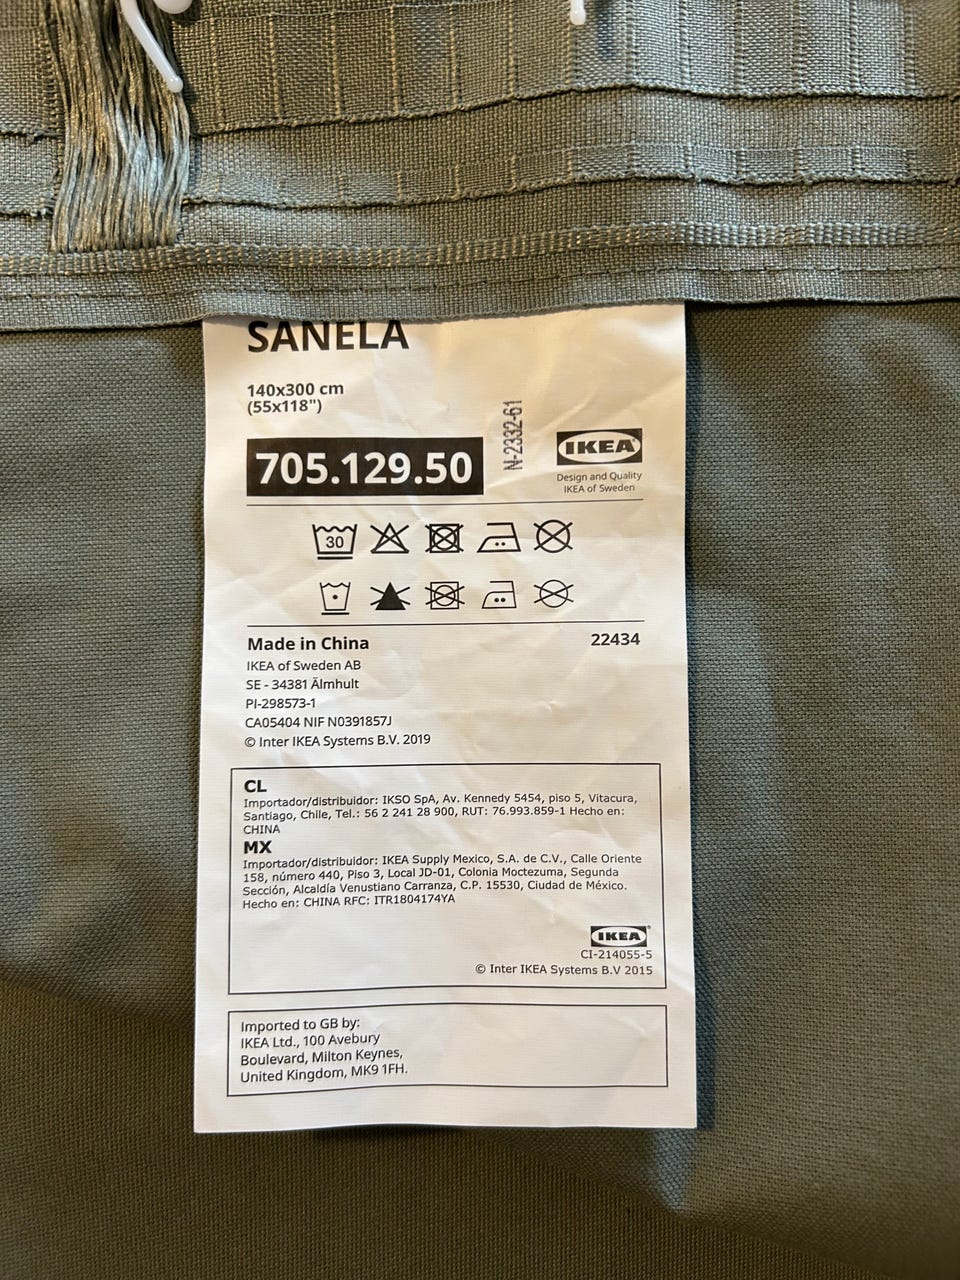 SANELA
140x300 cm
(55x118")
N-2332-61
705.129.50
IKEA®
Design and Quality
IKEA of Sweden
30
Made in China
22434
IKEA of Sweden AB
SE - 34381 Älmhult
PI-298573-1
CA05404 NIF N0391857J
© Inter IKEA Systems B.V. 2019
CL
Importador/distribuidor: IKSO SpA, Av. Kennedy 5454, piso 5, Vitacura,
Santiago, Chile, Tel.: 56 2 241 28 900, RUT: 76.993.859-1 Hecho en:
CHINA
MX
Importador/distribuidor: IKEA Supply Mexico, S.A. de C.V., Calle Oriente
158, número 440, Piso 3, Local JD-01, Colonia Moctezuma, Segunda
Sección, Alcaldía Venustiano Carranza, C.P. 15530, Ciudad de México.
Hecho en: CHINA RFC: ITR1804174YA
IKEA
CI-214055-5
© Inter IKEA Systems B.V 2015
Imported to GB by:
IKEA Ltd., 100 Avebury
Boulevard, Milton Keynes,
United Kingdom, MK9 1FH.